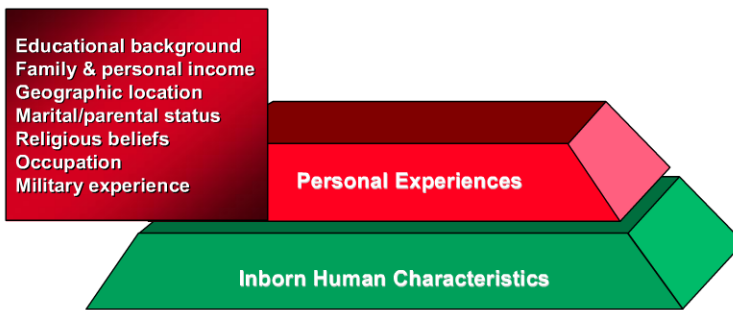 Educational background
Family & personal income
Geographic location
Marital/parental status
Religious beliefs
Occupation
Military experience
Personal Experiences
Inborn Human Characteristics